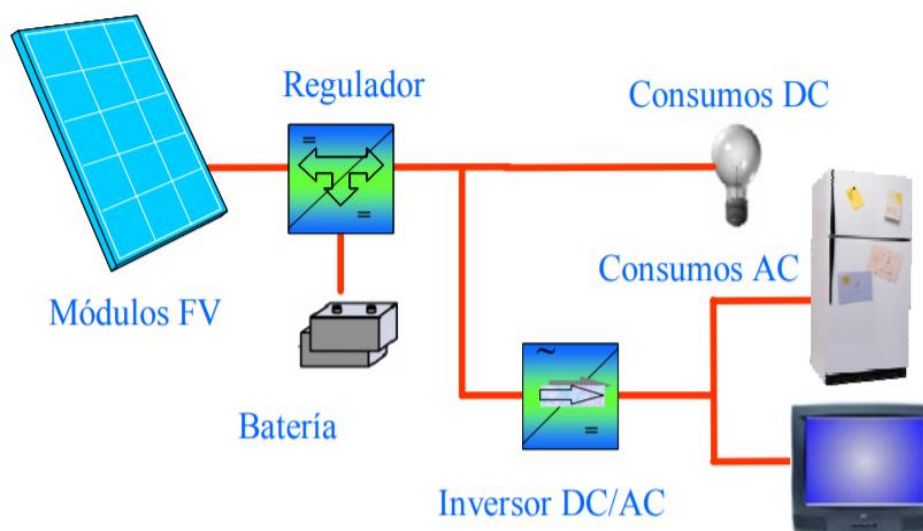 Regulador
Consumos DC
Consumos AC
Módulos FV
Batería
Inversor DC/AC